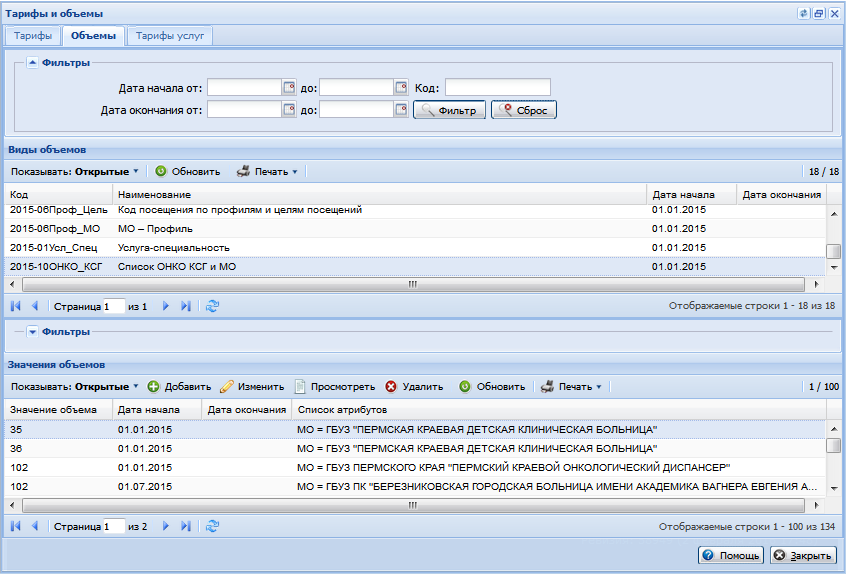 Тарифы и объемы
Тарифы Объемы Тарифы услуг
Фильтры
Дата начала от: до: Код:
Дата окончания от: до: Фильтр Сброс
Виды объемов
Показывать: Открытые Обновить Печать 18 / 18
Код Наименование Дата начала Дата окончания
2015-06Проф_Цель Код посещения по профилям и целям посещений 01.01.2015
2015-06Проф_МО МО – Профиль 01.01.2015
2015-01Усл_Спец Услуга-специальность 01.01.2015
2015-10ОНКО_КСГ Список ОНКО КСГ и МО 01.01.2015
Страница 1 из 1 Отображаемые строки 1 - 18 из 18
Фильтры
Значения объемов
Показывать: Открытые Добавить Изменить Просмотреть Удалить Обновить Печать 1 / 100
Значение объема Дата начала Дата окончания Список атрибутов
35 01.01.2015 МО = ГБУЗ "ПЕРМСКАЯ КРАЕВАЯ ДЕТСКАЯ КЛИНИЧЕСКАЯ БОЛЬНИЦА"
36 01.01.2015 МО = ГБУЗ "ПЕРМСКАЯ КРАЕВАЯ ДЕТСКАЯ КЛИНИЧЕСКАЯ БОЛЬНИЦА"
102 01.01.2015 МО = ГБУЗ ПЕРМСКОГО КРАЯ "ПЕРМСКИЙ КРАЕВОЙ ОНКОЛОГИЧЕСКИЙ ДИСПАНСЕР"
102 01.07.2015 МО = ГБУЗ ПК "БЕРЕЗНИКОВСКАЯ ГОРОДСКАЯ БОЛЬНИЦА ИМЕНИ АКАДЕМИКА ВАГНЕРА ЕВГЕНИЯ А...
Страница 1 из 2 Отображаемые строки 1 - 100 из 134
Помощь Закрыть